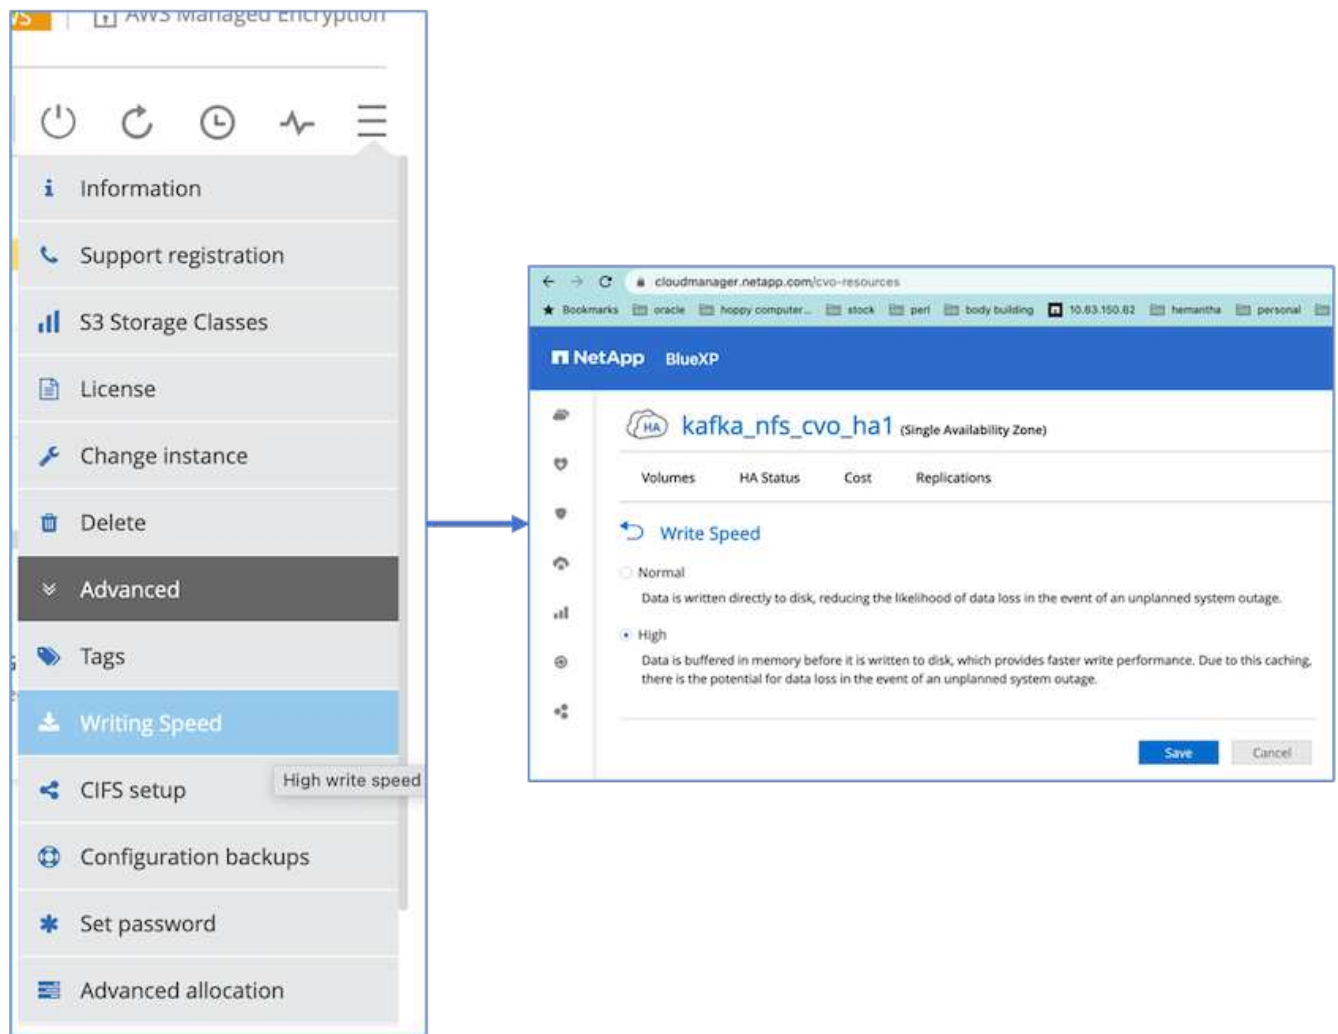 AWS Managed Encryption
Information
Support registration
S3 Storage Classes
License
Change instance
Delete
Advanced
Tags
Writing Speed
High write speed
CIFS setup
Configuration backups
Set password
Advanced allocation
cloudmanager.netapp.com/cvo-resources
Bookmarks oracle hoppy computer... stock perl body building 10.63.150.62 hemantha personal
NetApp BlueXP
HA kafka_nfs_cvo_ha1 (Single Availability Zone)
Volumes HA Status Cost Replications
Write Speed
Normal
Data is written directly to disk, reducing the likelihood of data loss in the event of an unplanned system outage.
High
Data is buffered in memory before it is written to disk, which provides faster write performance. Due to this caching,
there is the potential for data loss in the event of an unplanned system outage.
Save Cancel